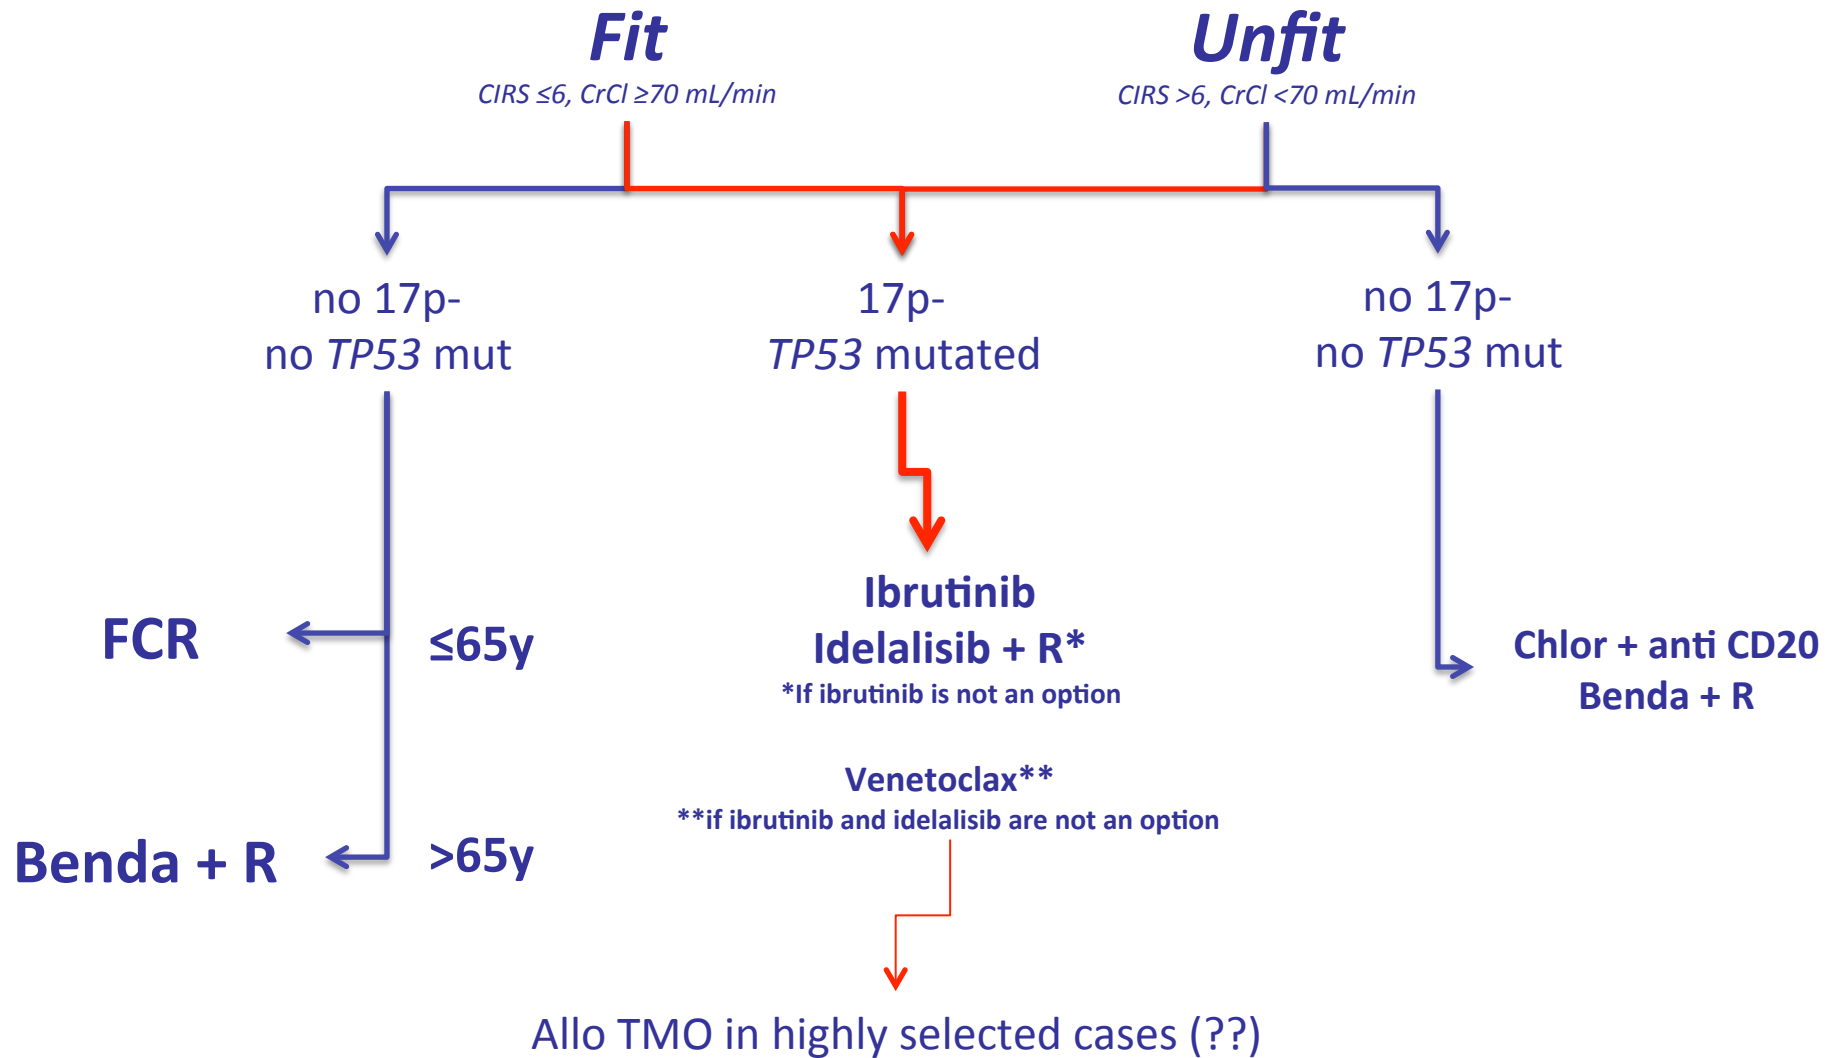 Fit
CIRS ≤6, CrCl ≥70 mL/min
Unfit
CIRS >6, CrCl <70 mL/min
no 17p-
no TP53 mut
17p-
TP53 mutated
no 17p-
no TP53 mut
FCR
≤65y
Benda + R
>65y
Ibrutinib
Idelalisib + R*
*If ibrutinib is not an option
Venetoclax**
**if ibrutinib and idelalisib are not an option
Chlor + anti CD20
Benda + R
Allo TMO in highly selected cases (??)